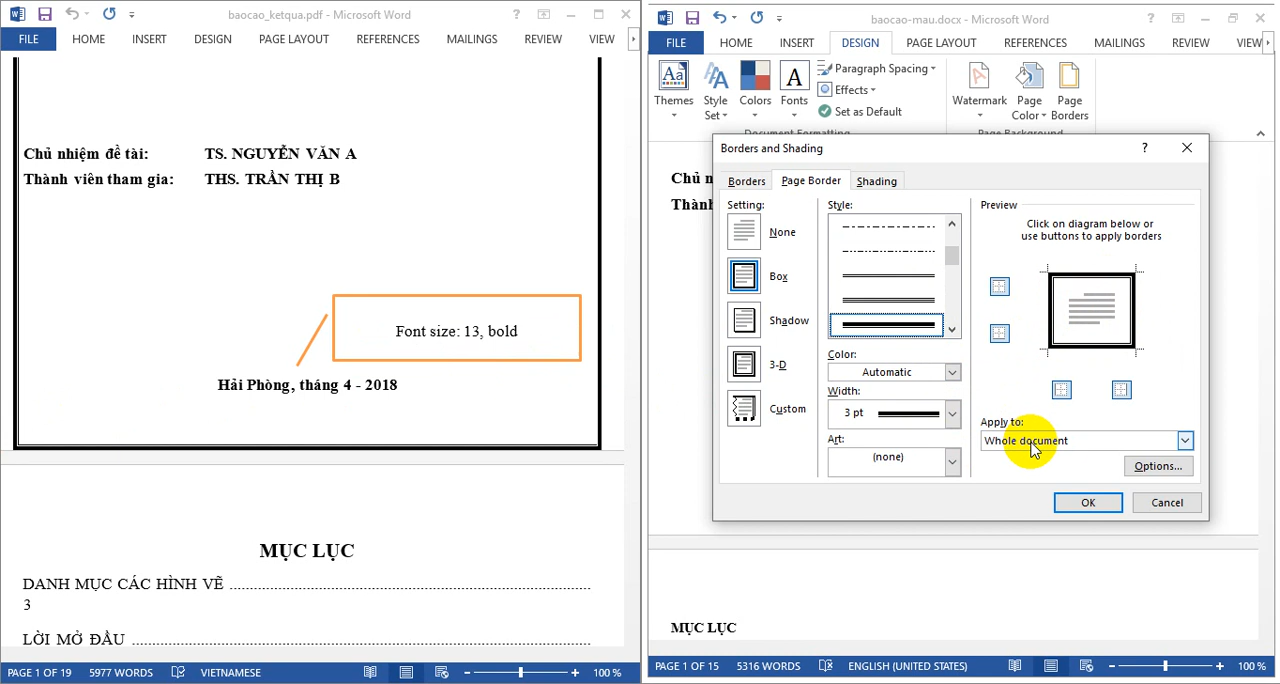 baocao_ketqua.pdf - Microsoft Word
FILE HOME INSERT DESIGN PAGE LAYOUT REFERENCES MAILINGS REVIEW VIEW
Chủ nhiệm đề tài: TS. NGUYỄN VĂN A
Thành viên tham gia: THS. TRẦN THỊ B
Font size: 13, bold
Hải Phòng, tháng 4 - 2018
MỤC LỤC
DANH MỤC CÁC HÌNH VẼ ................................................................
3
LỜI MỞ ĐẦU ................................................................
PAGE 1 OF 19 5977 WORDS VIETNAMESE 100 %
baocao-mau.docx - Microsoft Word
FILE HOME INSERT DESIGN PAGE LAYOUT REFERENCES MAILINGS REVIEW VIEW
Themes
Style
Set
Colors
Fonts
Paragraph Spacing
Effects
Set as Default
Watermark
Page
Color
Page
Borders
Document Formatting
Page Background
Chủ n
Thành
Borders and Shading
Borders Page Border Shading
Setting:
None
Box
Shadow
3-D
Custom
Style:
Color:
Automatic
Width:
3 pt
Art:
(none)
Preview
Click on diagram below or
use buttons to apply borders
Apply to:
Whole document
Options...
OK Cancel
MỤC LỤC
PAGE 1 OF 15 5316 WORDS ENGLISH (UNITED STATES) 100 %